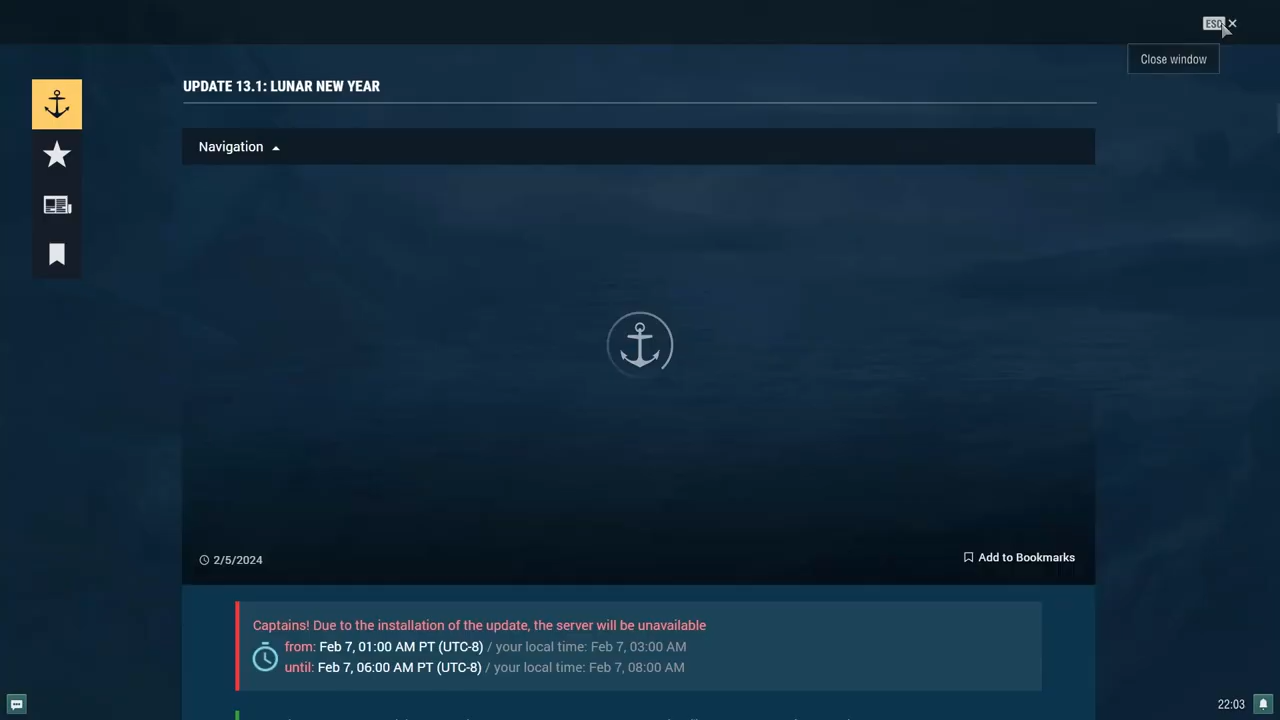 ESC ✕
Close window
UPDATE 13.1: LUNAR NEW YEAR
Navigation
2/5/2024
Add to Bookmarks
Captains! Due to the installation of the update, the server will be unavailable
from: Feb 7, 01:00 AM PT (UTC-8) / your local time: Feb 7, 03:00 AM
until: Feb 7, 06:00 AM PT (UTC-8) / your local time: Feb 7, 08:00 AM
22:03